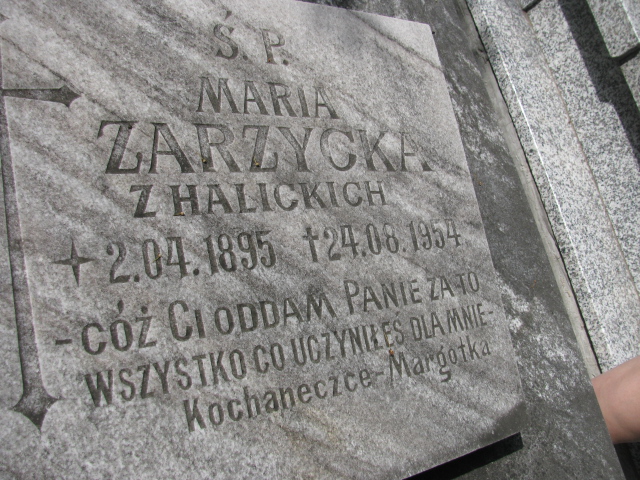 Ś. P.
MARIA
ZARZYCKA
Z HALICKICH
2.04.1895 †24.08.1954
-CÓŻ CI ODDAM PANIE ZA TO
WSZYSTKO CO UCZYNIŁEŚ DLA MNIE-
Kochaneczce-Margotka